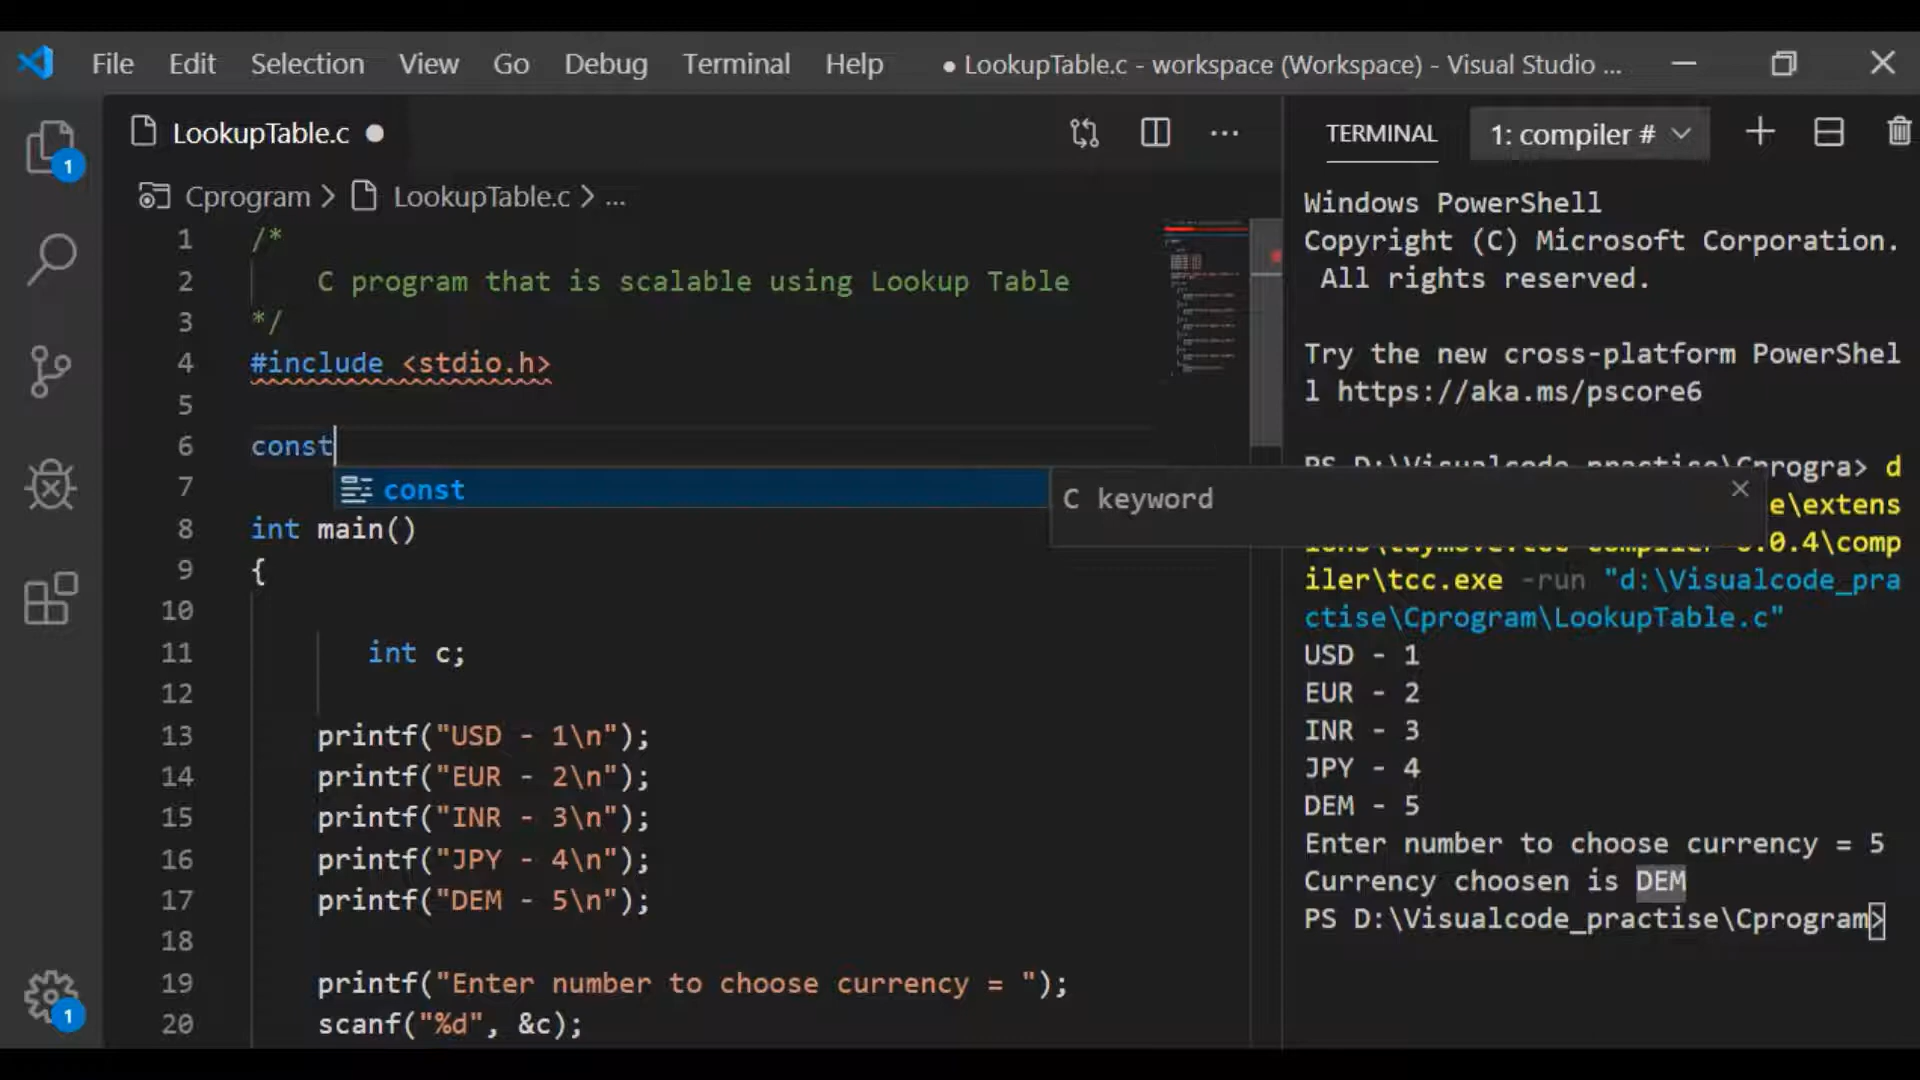 File Edit Selection View Go Debug Terminal Help ● LookupTable.c - workspace (Workspace) - Visual Studio ...
LookupTable.c ●
Cprogram > LookupTable.c > ...
1 /*
2 C program that is scalable using Lookup Table
3 */
4 #include <stdio.h>
5
6 const
const
C keyword
7
8 int main()
9 {
10
11 int c;
12
13 printf("USD - 1\n");
14 printf("EUR - 2\n");
15 printf("INR - 3\n");
16 printf("JPY - 4\n");
17 printf("DEM - 5\n");
18
19 printf("Enter number to choose currency = ");
20 scanf("%d", &c);
1
1
TERMINAL 1: compiler #
Windows PowerShell
Copyright (C) Microsoft Corporation.
All rights reserved.
Try the new cross-platform PowerShel
l https://aka.ms/pscore6
PS D:\Visualcode_practise\Cprogra> d
e\extens
\comp
iler\tcc.exe -run "d:\Visualcode_pra
ctise\Cprogram\LookupTable.c"
USD - 1
EUR - 2
INR - 3
JPY - 4
DEM - 5
Enter number to choose currency = 5
Currency choosen is DEM
PS D:\Visualcode_practise\Cprogram>